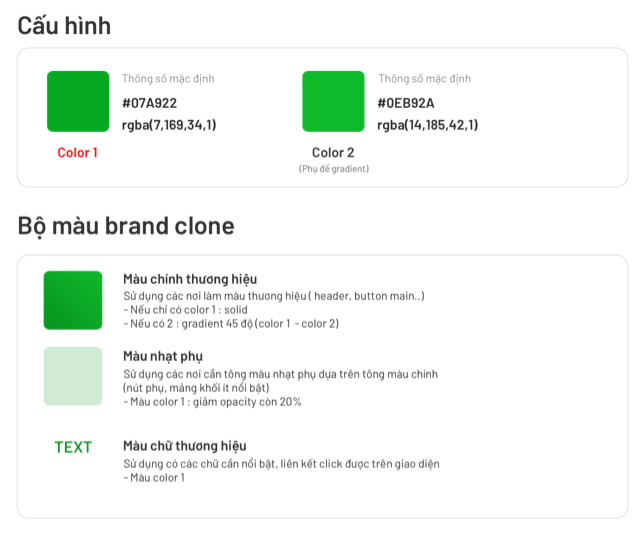 Cấu hình
Thông số mặc định
#07A922
rgba(7,169,34,1)
Color 1
Thông số mặc định
#0EB92A
rgba(14,185,42,1)
Color 2
(Phụ để gradient)
Bộ màu brand clone
Màu chính thương hiệu
Sử dụng các nơi làm màu thương hiệu ( header, button main..)
- Nếu chỉ có color 1 : solid
- Nếu có 2 : gradient 45 độ (color 1 - color 2)
Màu nhạt phụ
Sử dụng các nơi cần tông màu nhạt phụ dựa trên tông màu chính
(nút phụ, mảng khối ít nổi bật)
- Màu color 1 : giảm opacity còn 20%
TEXT
Màu chữ thương hiệu
Sử dụng có các chữ cần nổi bật, liên kết click được trên giao diện
- Màu color 1